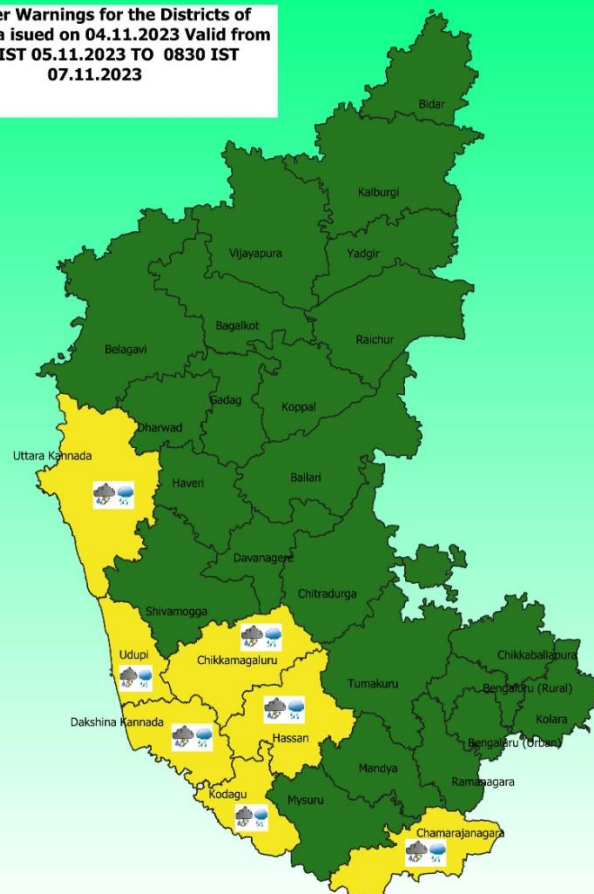 Warnings for the Districts of
isued on 04.11.2023 Valid from
IST 05.11.2023 TO 0830 IST
07.11.2023
Bidar
Kalburgi
Vijayapura
Yadgir
Bagalkot
Raichur
Belagavi
Gadag
Koppal
Dharwad
Uttara Kannada
Haveri
Ballari
Davanagere
Chitradurga
Shivamogga
Udupi
Chikkamagaluru
Chikkaballapura
Tumakuru
Bengaluru (Rural)
Dakshina Kannada
Kolara
Hassan
Bengaluru (Urban)
Mandya
Ramanagara
Kodagu
Mysuru
Chamarajanagara